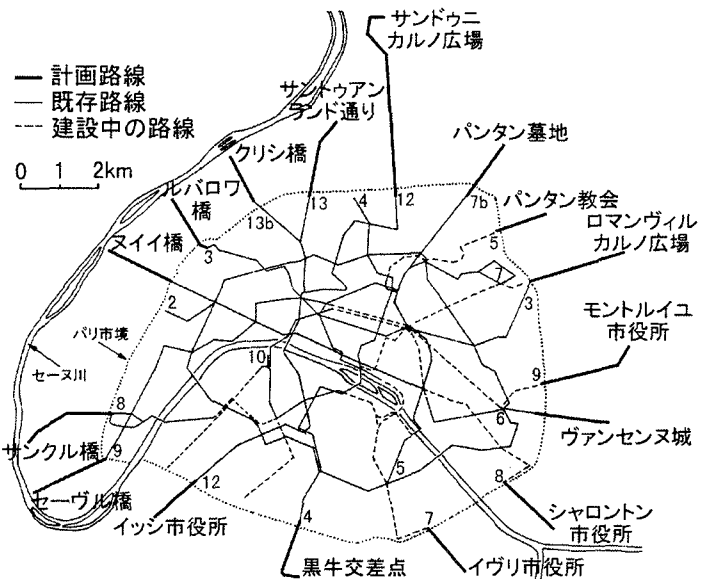 サンドゥニ
カルノ広場
計画路線
既存路線
建設中の路線
0 1 2km
サントゥアン
ランド通り
クリシ橋
パンタン墓地
ルバロワ
橋
パンタン教会
ロマンヴィル
カルノ広場
ヌイイ橋
13b
13
4
12
7b
5
3
7
3
2
モントルイユ
市役所
パリ市境
セーヌ川
10
9
8
6
ヴァンセンヌ城
サンクル橋
9
5
セーヴル橋
12
8
シャロントン
市役所
イッシ市役所
4
7
黒牛交差点
イヴリ市役所